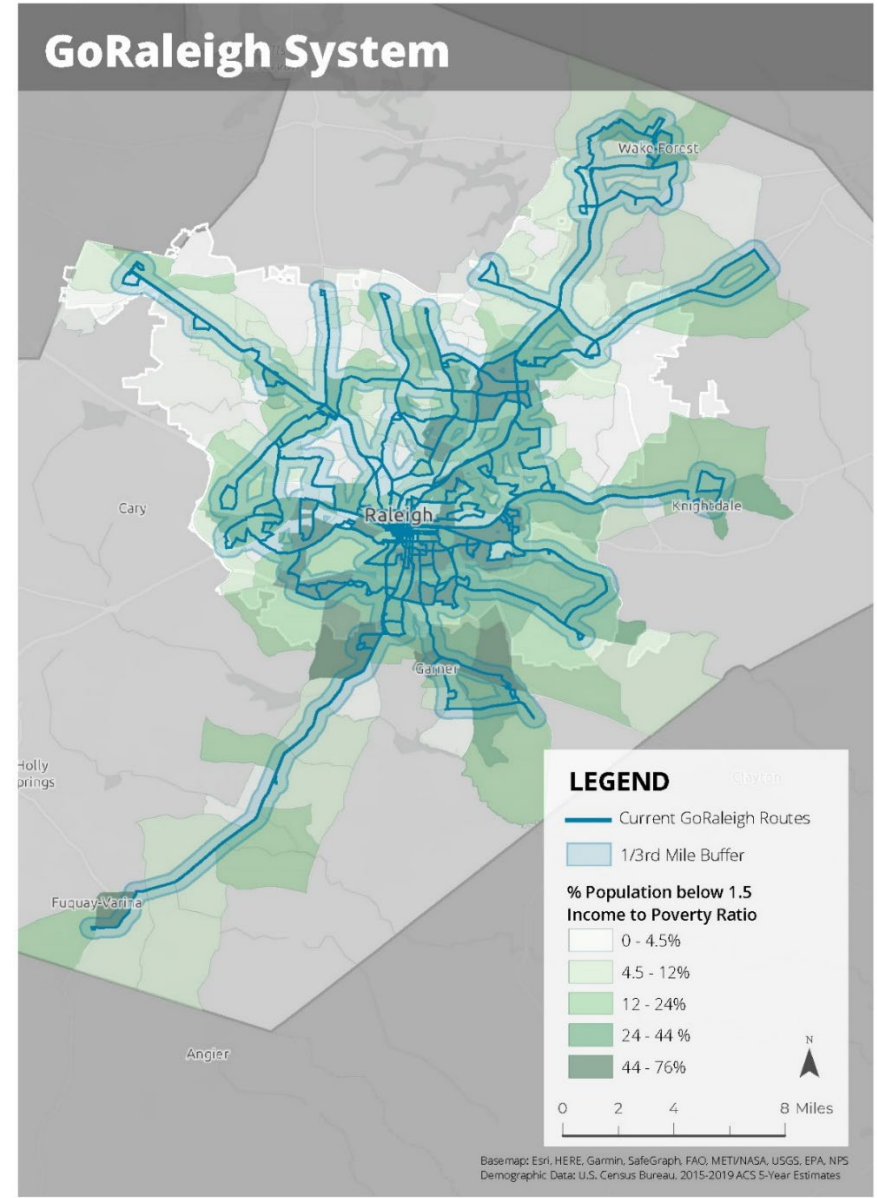 GoRaleigh System
Wake Forest
Cary
Raleigh
Knightdale
Garner
Holly
prings
Fuquay-Varina
Angier
LEGEND
Clayton
Current GoRaleigh Routes
1/3rd Mile Buffer
% Population below 1.5
Income to Poverty Ratio
0 - 4.5%
4.5 - 12%
12 - 24%
24 - 44 %
44 - 76%
N
0 2 4 8 Miles
Basemap: Esri, HERE, Garmin, SafeGraph, FAO, METI/NASA, USGS, EPA, NPS
Demographic Data: U.S. Census Bureau, 2015-2019 ACS 5-Year Estimates